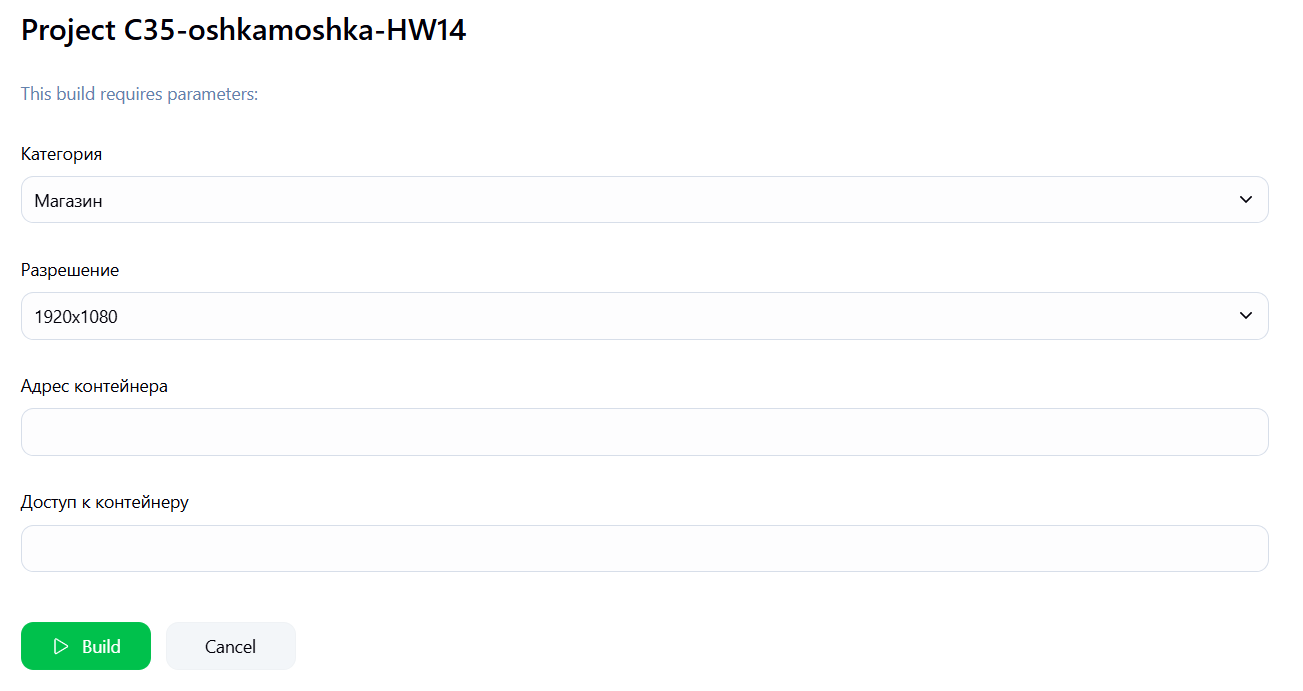 Project C35-oshkamoshka-HW14
This build requires parameters:
Категория
Магазин
Разрешение
1920x1080
Адрес контейнера
Доступ к контейнеру
Build
Cancel